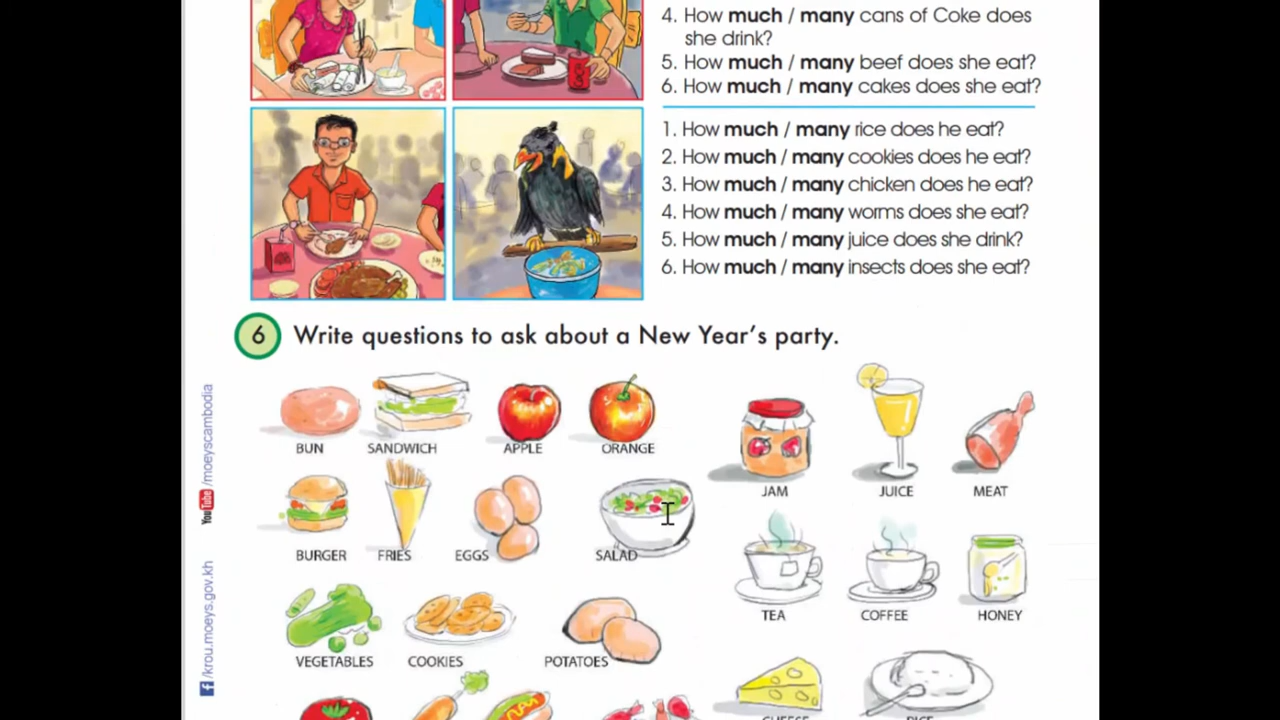 4. How much / many cans of Coke does
she drink?
5. How much / many beef does she eat?
6. How much / many cakes does she eat?
1. How much / many rice does he eat?
2. How much / many cookies does he eat?
3. How much / many chicken does he eat?
4. How much / many worms does she eat?
5. How much / many juice does she drink?
6. How much / many insects does she eat?
6 Write questions to ask about a New Year's party.
BUN SANDWICH APPLE ORANGE
JAM JUICE MEAT
BURGER FRIES EGGS SALAD
TEA COFFEE HONEY
VEGETABLES COOKIES POTATOES
CHEESE RICE
YouTube /moeyscambodia
f /krou.moeys.gov.kh